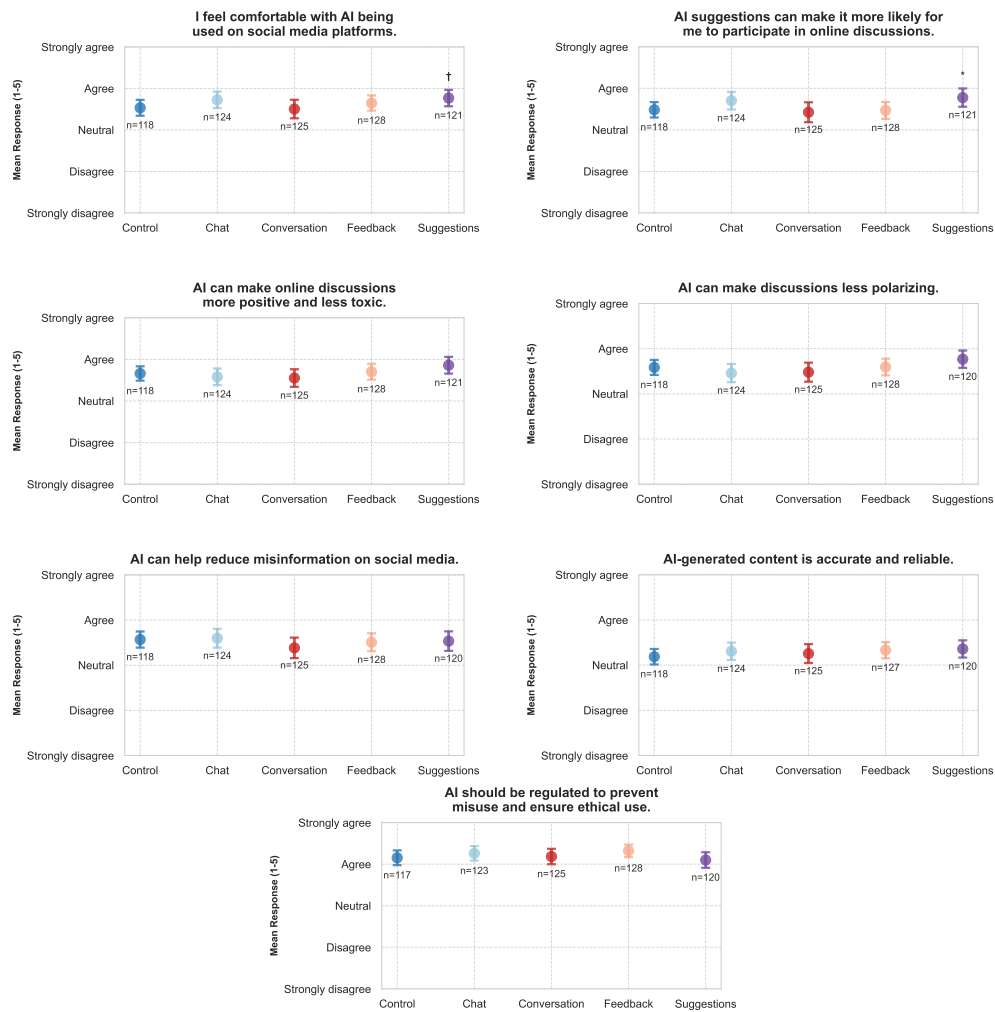 I feel comfortable with AI being
used on social media platforms.
Mean Response (1-5)
Strongly agree
Agree
Neutral
Disagree
Strongly disagree
†
n=118
n=124
n=125
n=128
n=121
Control
Chat
Conversation
Feedback
Suggestions
AI suggestions can make it more likely for
me to participate in online discussions.
Mean Response (1-5)
Strongly agree
Agree
Neutral
Disagree
Strongly disagree
*
n=118
n=124
n=125
n=128
n=121
Control
Chat
Conversation
Feedback
Suggestions
AI can make online discussions
more positive and less toxic.
Mean Response (1-5)
Strongly agree
Agree
Neutral
Disagree
Strongly disagree
n=118
n=124
n=125
n=128
n=121
Control
Chat
Conversation
Feedback
Suggestions
AI can make discussions less polarizing.
Mean Response (1-5)
Strongly agree
Agree
Neutral
Disagree
Strongly disagree
n=118
n=124
n=125
n=128
n=120
Control
Chat
Conversation
Feedback
Suggestions
AI can help reduce misinformation on social media.
Mean Response (1-5)
Strongly agree
Agree
Neutral
Disagree
Strongly disagree
n=118
n=124
n=125
n=128
n=120
Control
Chat
Conversation
Feedback
Suggestions
AI-generated content is accurate and reliable.
Mean Response (1-5)
Strongly agree
Agree
Neutral
Disagree
Strongly disagree
n=118
n=124
n=125
n=127
n=120
Control
Chat
Conversation
Feedback
Suggestions
AI should be regulated to prevent
misuse and ensure ethical use.
Mean Response (1-5)
Strongly agree
Agree
Neutral
Disagree
Strongly disagree
n=117
n=123
n=125
n=128
n=120
Control
Chat
Conversation
Feedback
Suggestions